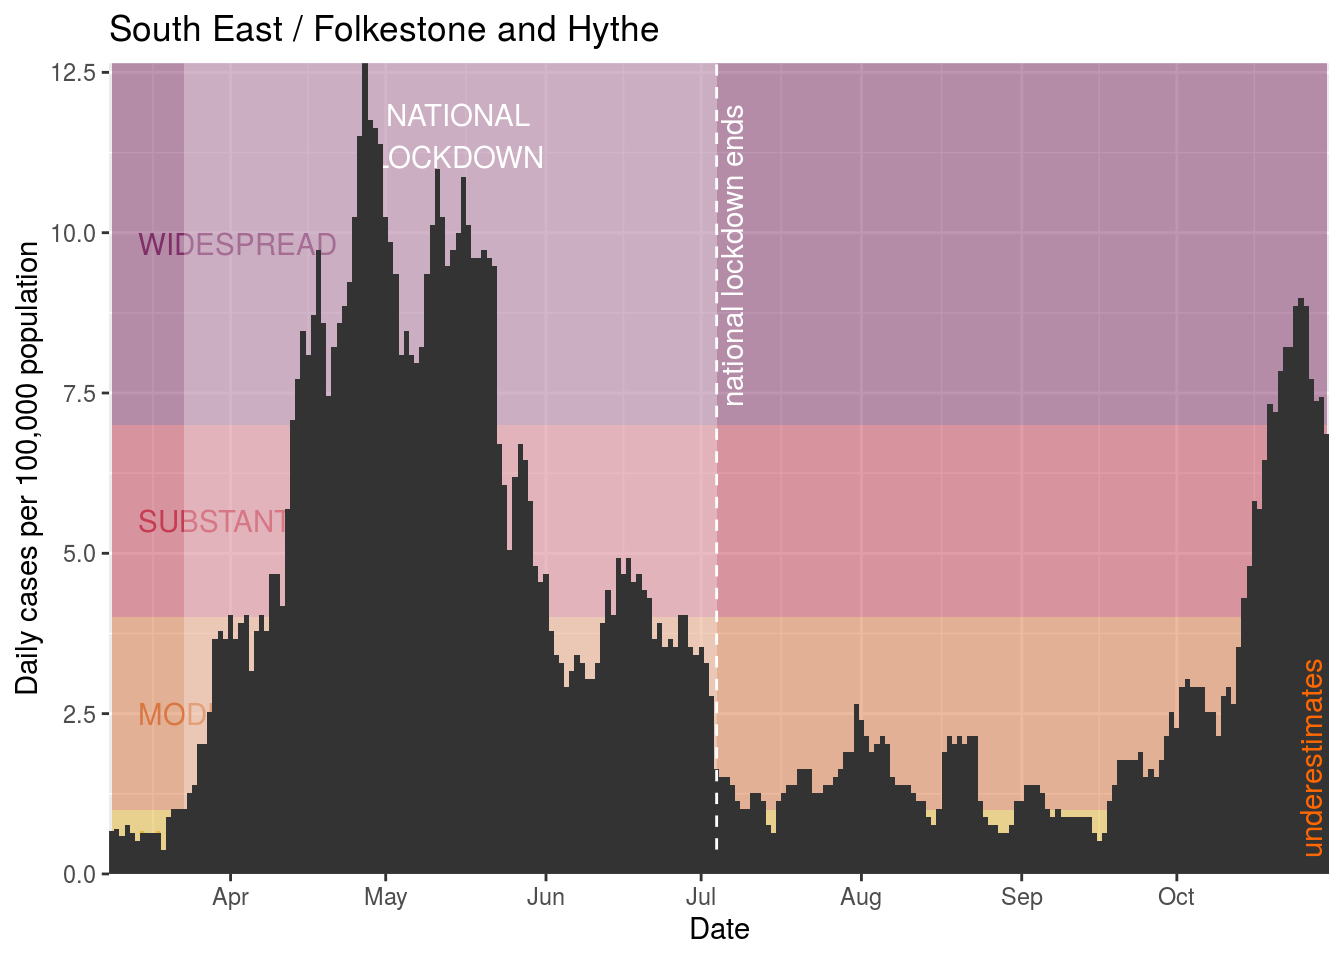 South East / Folkestone and Hythe
Daily cases per 100,000 population
12.5
10.0
7.5
5.0
2.5
0.0
NATIONAL
LOCKDOWN
national lockdown ends
WIDESPREAD
SUBSTANT
MOD
underestimates
Apr
May
Jun
Jul
Aug
Sep
Oct
Date